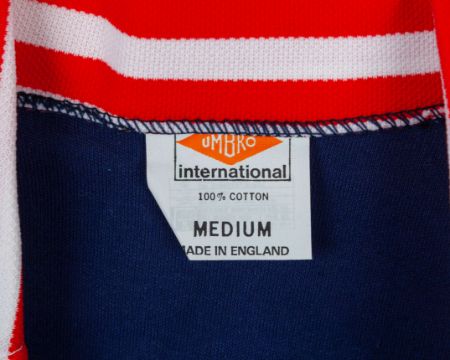 UMBRO
international
100% COTTON
MEDIUM
MADE IN ENGLAND